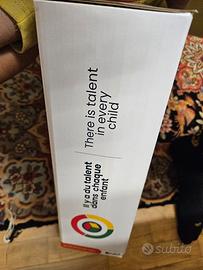 There is talent
in every
child
Il y a du talent
dans chaque
enfant
subito